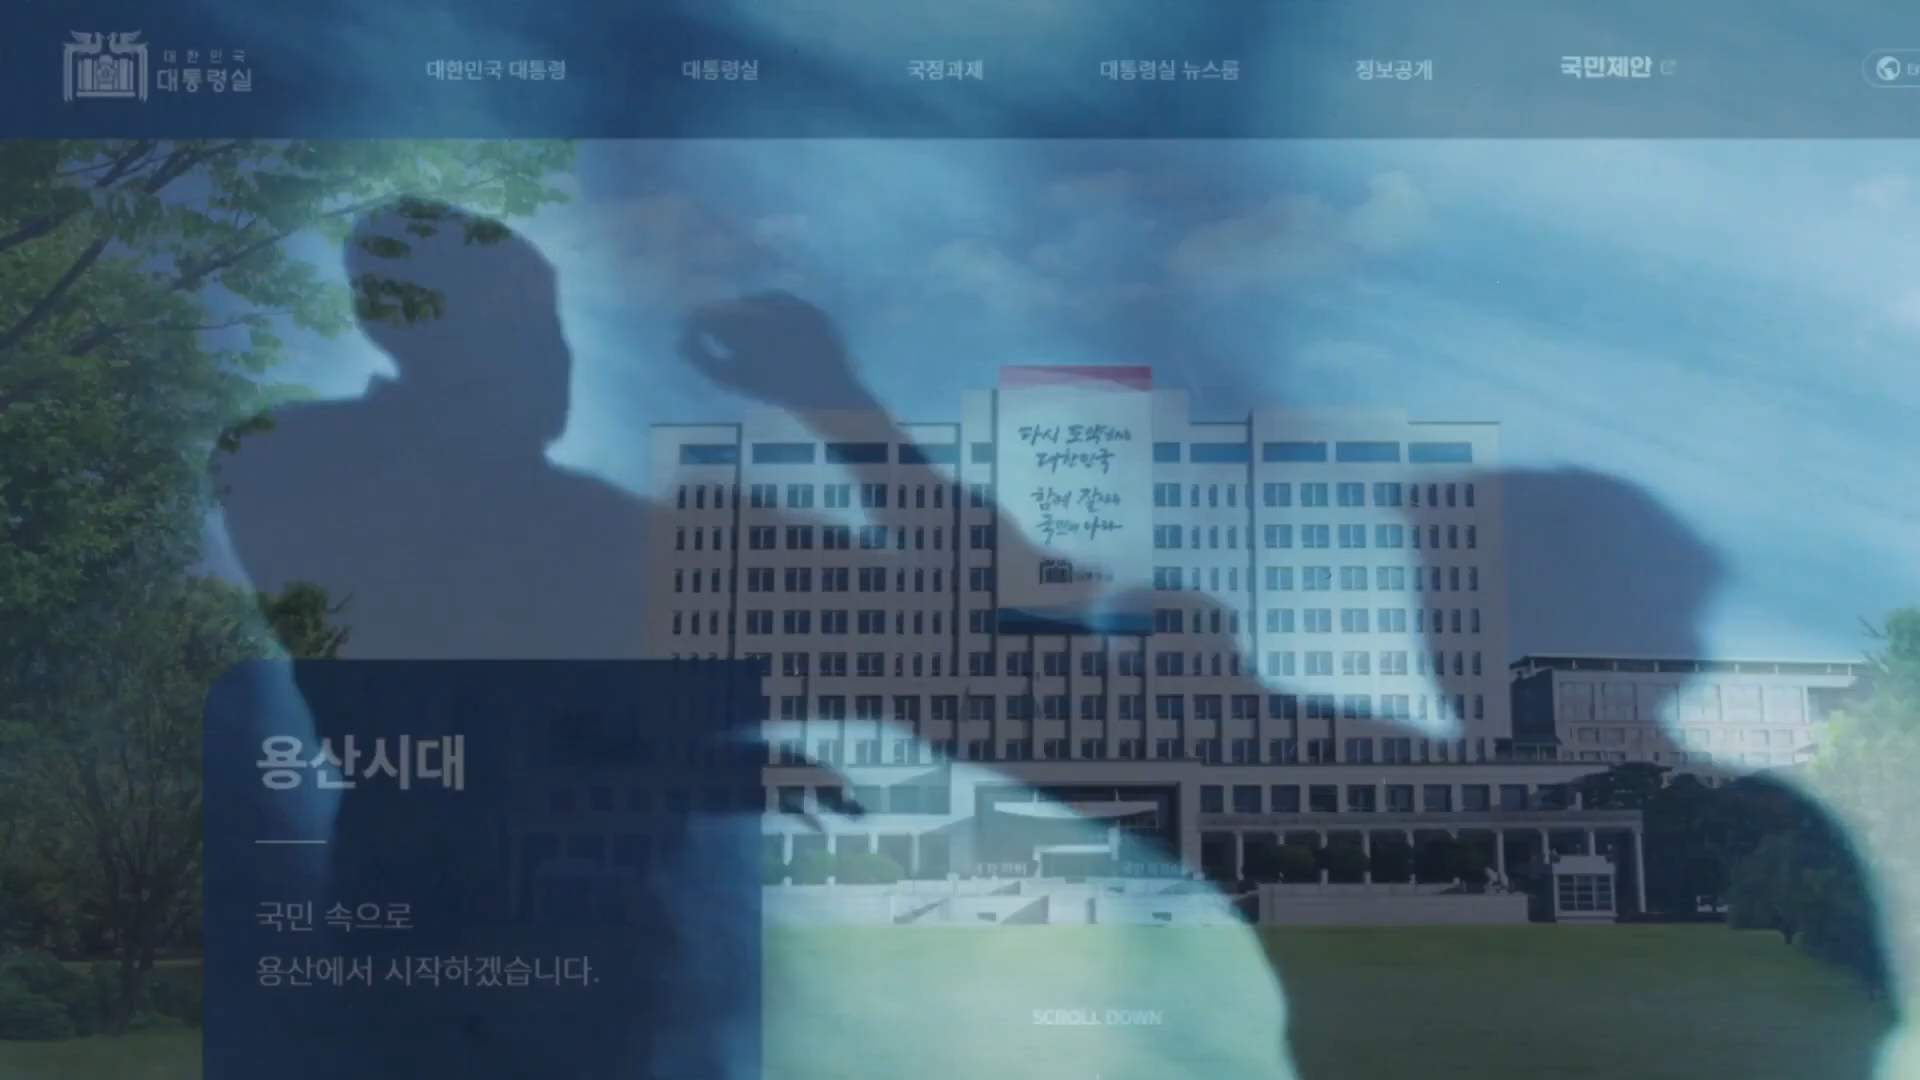 대한민국
대통령실
대한민국 대통령
대통령실
국정과제
대통령실 뉴스룸
정보공개
국민제안
다시 도약하는
대한민국
함께 잘사는
국민의 나라
용산시대
국민 속으로
용산에서 시작하겠습니다.
SCROLL DOWN